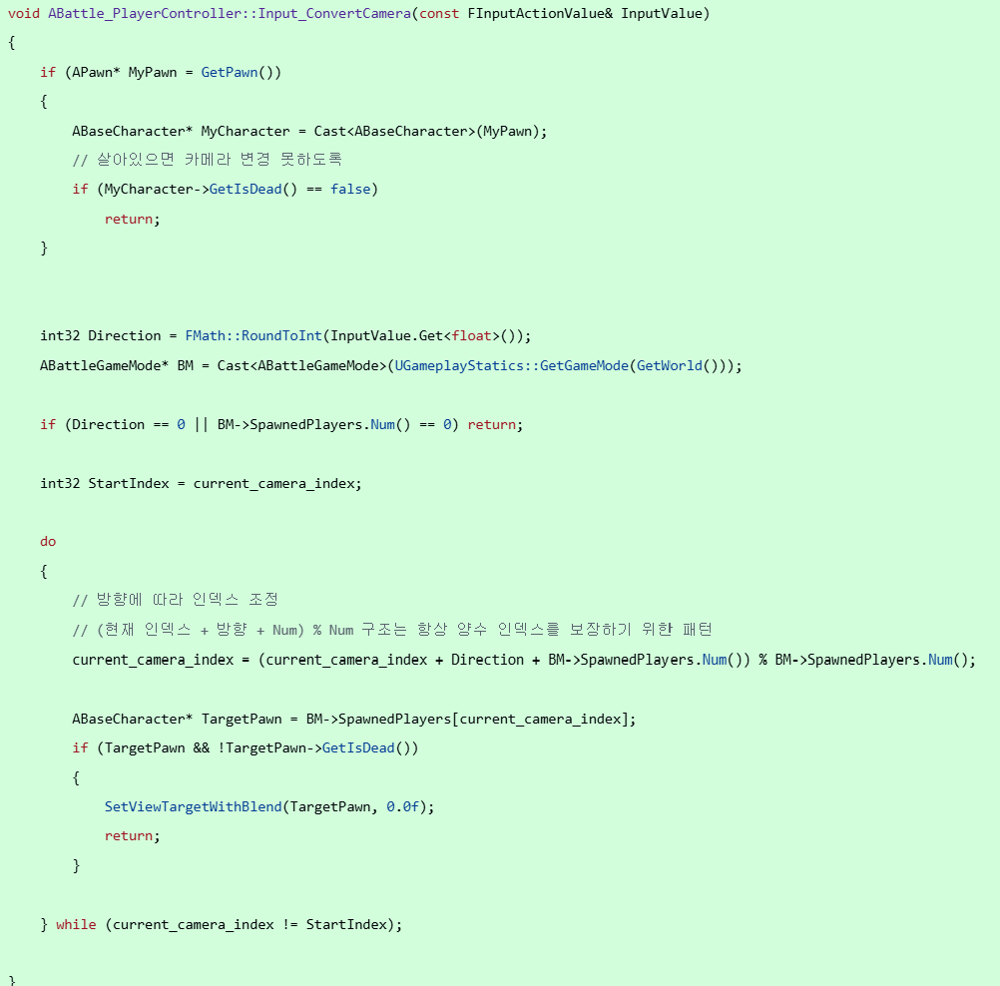 void ABattle_PlayerController::Input_ConvertCamera(const FInputActionValue& InputValue)
{
if (APawn* MyPawn = GetPawn())
{
ABaseCharacter* MyCharacter = Cast<ABaseCharacter>(MyPawn);
// 살아있으면 카메라 변경 못하도록
if (MyCharacter->GetIsDead() == false)
return;
}
int32 Direction = FMath::RoundToInt(InputValue.Get<float>());
ABattleGameMode* BM = Cast<ABattleGameMode>(UGameplayStatics::GetGameMode(GetWorld()));
if (Direction == 0 || BM->SpawnedPlayers.Num() == 0) return;
int32 StartIndex = current_camera_index;
do
{
// 방향에 따라 인덱스 조정
// (현재 인덱스 + 방향 + Num) % Num 구조는 항상 양수 인덱스를 보장하기 위한 패턴
current_camera_index = (current_camera_index + Direction + BM->SpawnedPlayers.Num()) % BM->SpawnedPlayers.Num();
ABaseCharacter* TargetPawn = BM->SpawnedPlayers[current_camera_index];
if (TargetPawn && !TargetPawn->GetIsDead())
{
SetViewTargetWithBlend(TargetPawn, 0.0f);
return;
}
} while (current_camera_index != StartIndex);
}